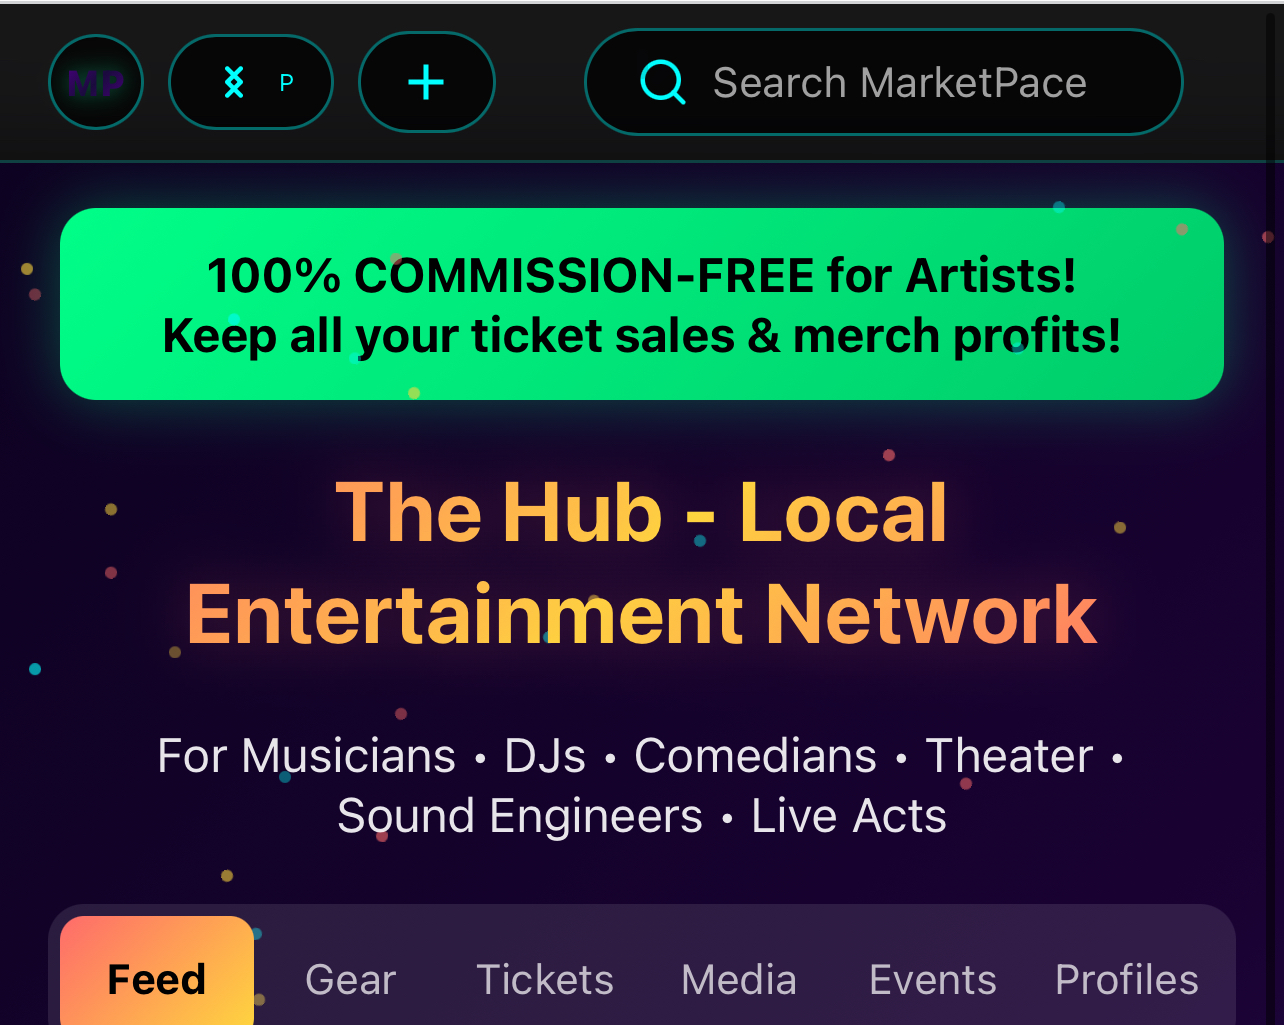 MP
P
Search MarketPace
100% COMMISSION-FREE for Artists!
Keep all your ticket sales & merch profits!
The Hub - Local
Entertainment Network
For Musicians • DJs • Comedians • Theater •
Sound Engineers • Live Acts
Feed Gear Tickets Media Events Profiles